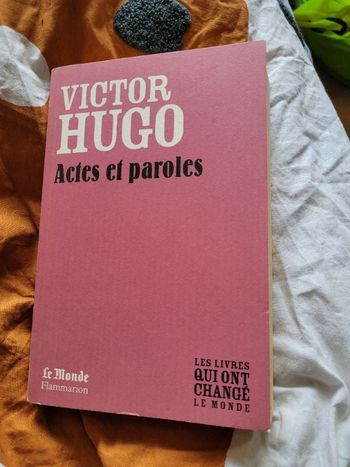 VICTOR
HUGO
Actes et paroles
Le Monde
Flammarion
LES LIVRES
QUI ONT
CHANGÉ
LE MONDE